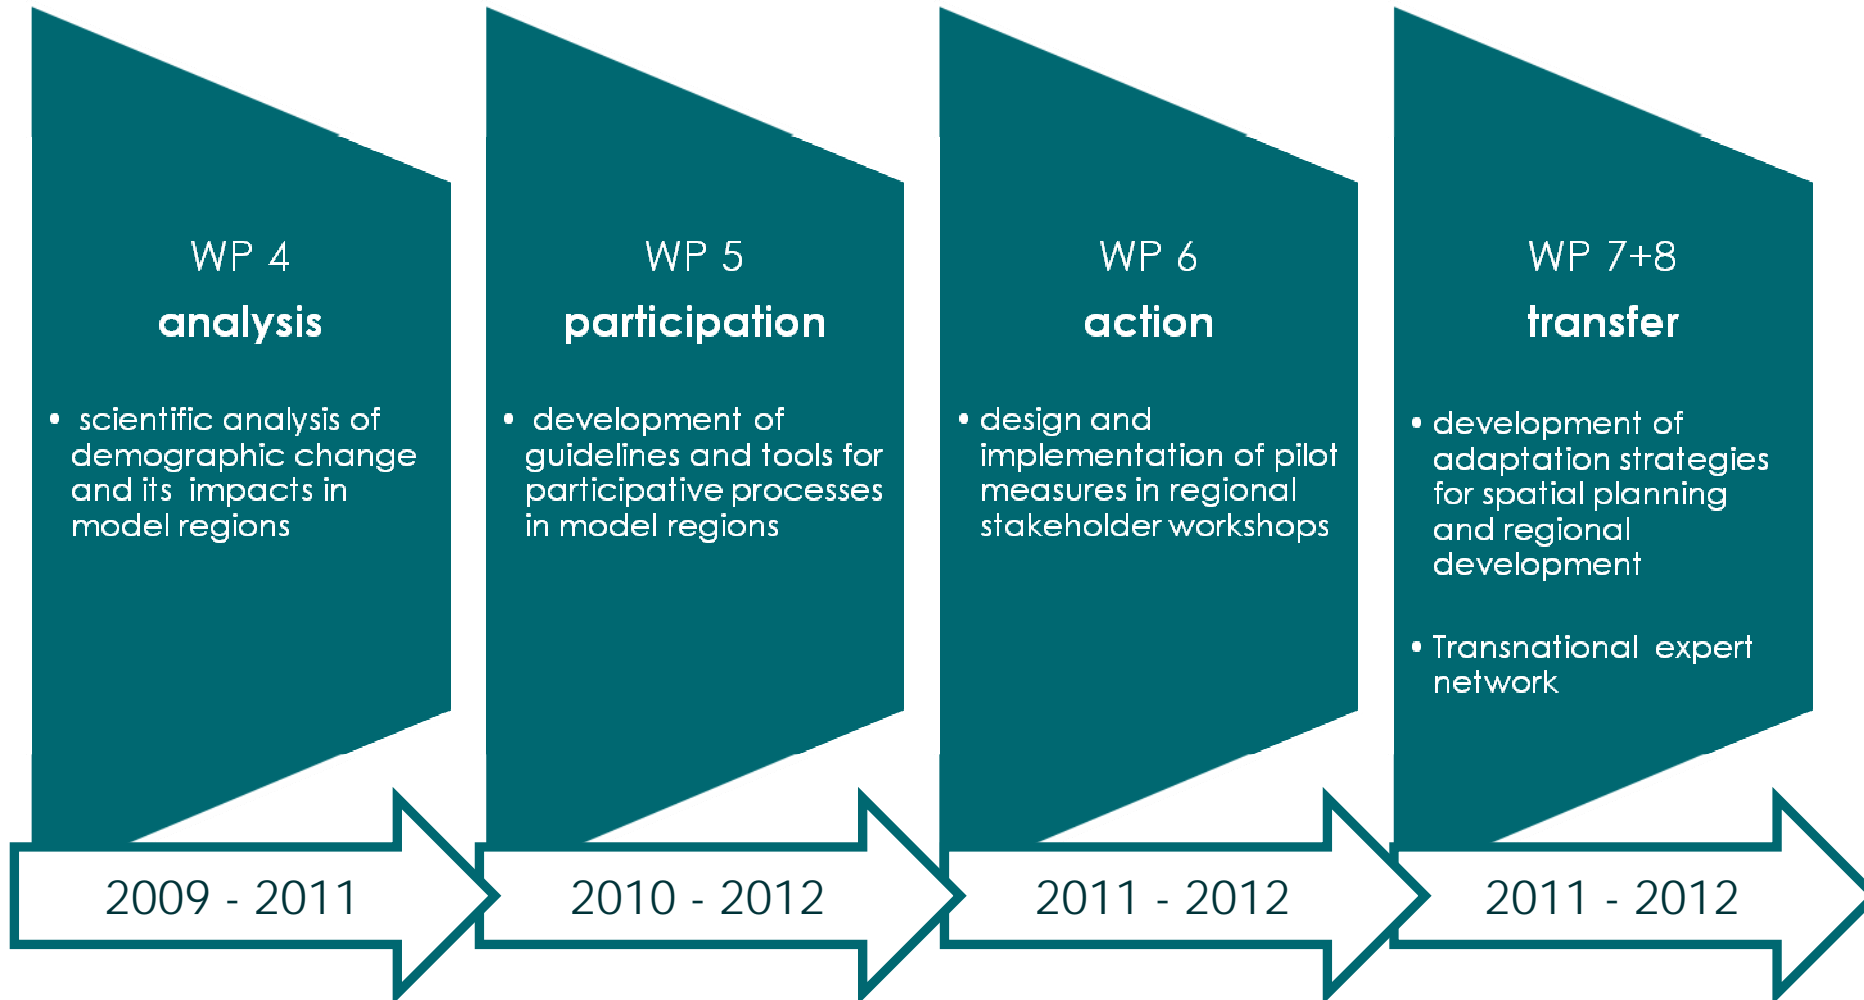 WP 4
analysis
• scientific analysis of
demographic change
and its impacts in
model regions
WP 5
participation
• development of
guidelines and tools for
participative processes
in model regions
WP 6
action
• design and
implementation of pilot
measures in regional
stakeholder workshops
WP 7+8
transfer
• development of
adaptation strategies
for spatial planning
and regional
development
• Transnational expert
network
2009 - 2011
2010 - 2012
2011 - 2012
2011 - 2012